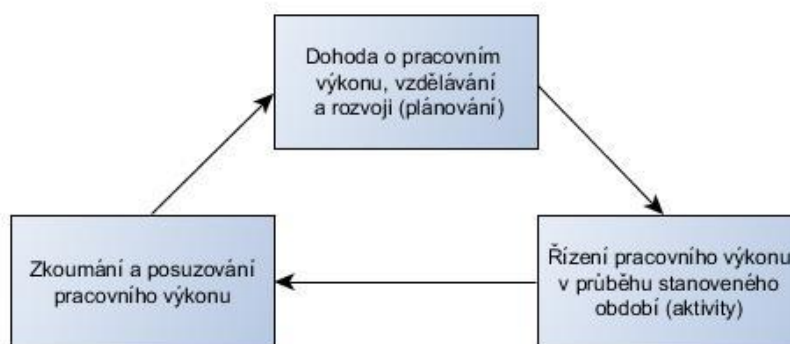 Dohoda o pracovním
výkonu, vzdělávání
a rozvoji (plánování)
Zkoumání a posuzování
pracovního výkonu
Řízení pracovního výkonu
v průběhu stanoveného
období (aktivity)